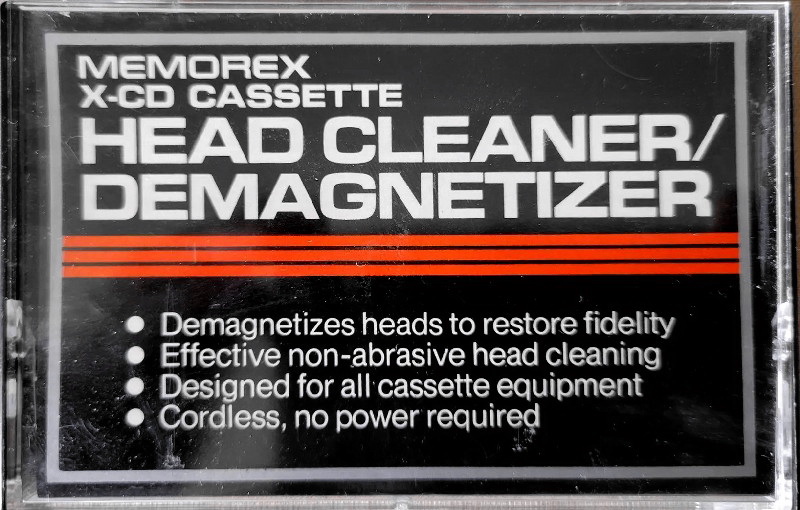 MEMOREX
X-CD CASSETTE
HEAD CLEANER/
DEMAGNETIZER
● Demagnetizes heads to restore fidelity
● Effective non-abrasive head cleaning
● Designed for all cassette equipment
● Cordless, no power required